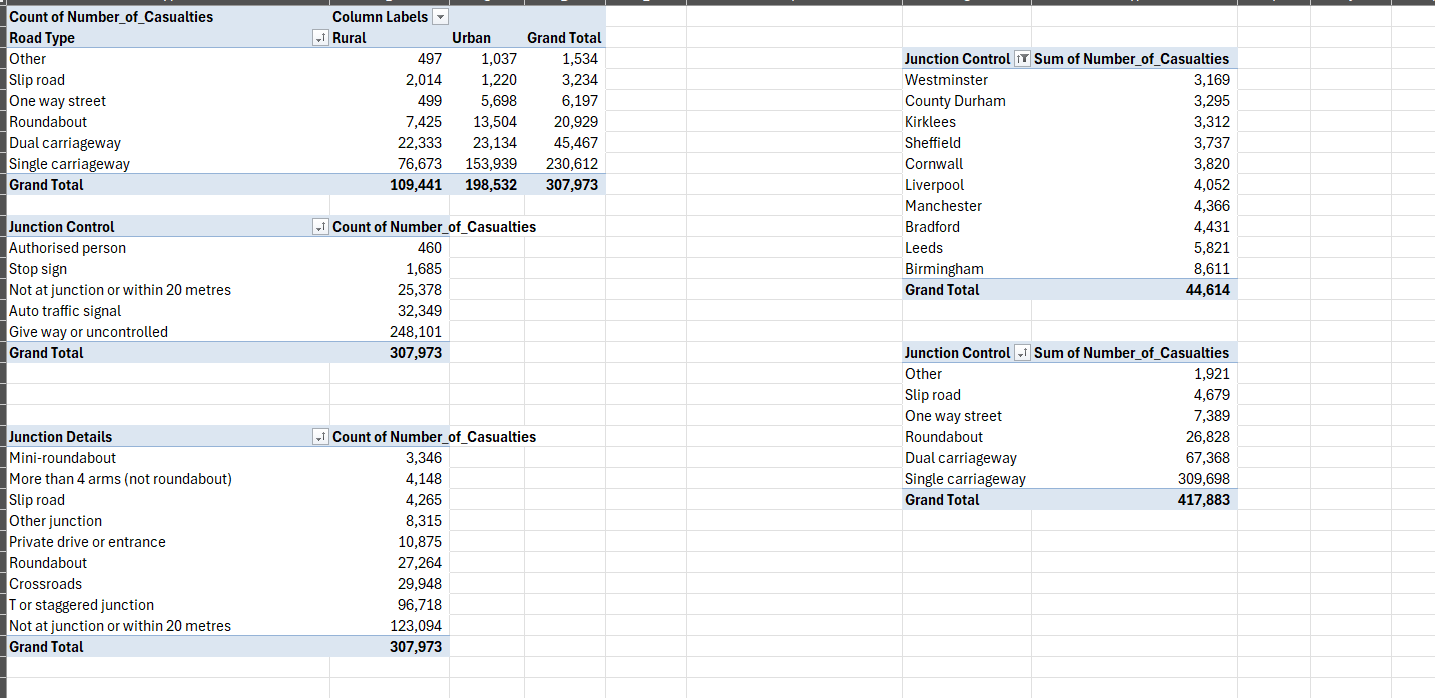 Count of Number_of_Casualties Column Labels
Road Type Rural Urban Grand Total
Other 497 1,037 1,534
Slip road 2,014 1,220 3,234
One way street 499 5,698 6,197
Roundabout 7,425 13,504 20,929
Dual carriageway 22,333 23,134 45,467
Single carriageway 76,673 153,939 230,612
Grand Total 109,441 198,532 307,973
Junction Control Count of Number_of_Casualties
Authorised person 460
Stop sign 1,685
Not at junction or within 20 metres 25,378
Auto traffic signal 32,349
Give way or uncontrolled 248,101
Grand Total 307,973
Junction Details Count of Number_of_Casualties
Mini-roundabout 3,346
More than 4 arms (not roundabout) 4,148
Slip road 4,265
Other junction 8,315
Private drive or entrance 10,875
Roundabout 27,264
Crossroads 29,948
T or staggered junction 96,718
Not at junction or within 20 metres 123,094
Grand Total 307,973
Junction Control Sum of Number_of_Casualties
Westminster 3,169
County Durham 3,295
Kirklees 3,312
Sheffield 3,737
Cornwall 3,820
Liverpool 4,052
Manchester 4,366
Bradford 4,431
Leeds 5,821
Birmingham 8,611
Grand Total 44,614
Junction Control Sum of Number_of_Casualties
Other 1,921
Slip road 4,679
One way street 7,389
Roundabout 26,828
Dual carriageway 67,368
Single carriageway 309,698
Grand Total 417,883